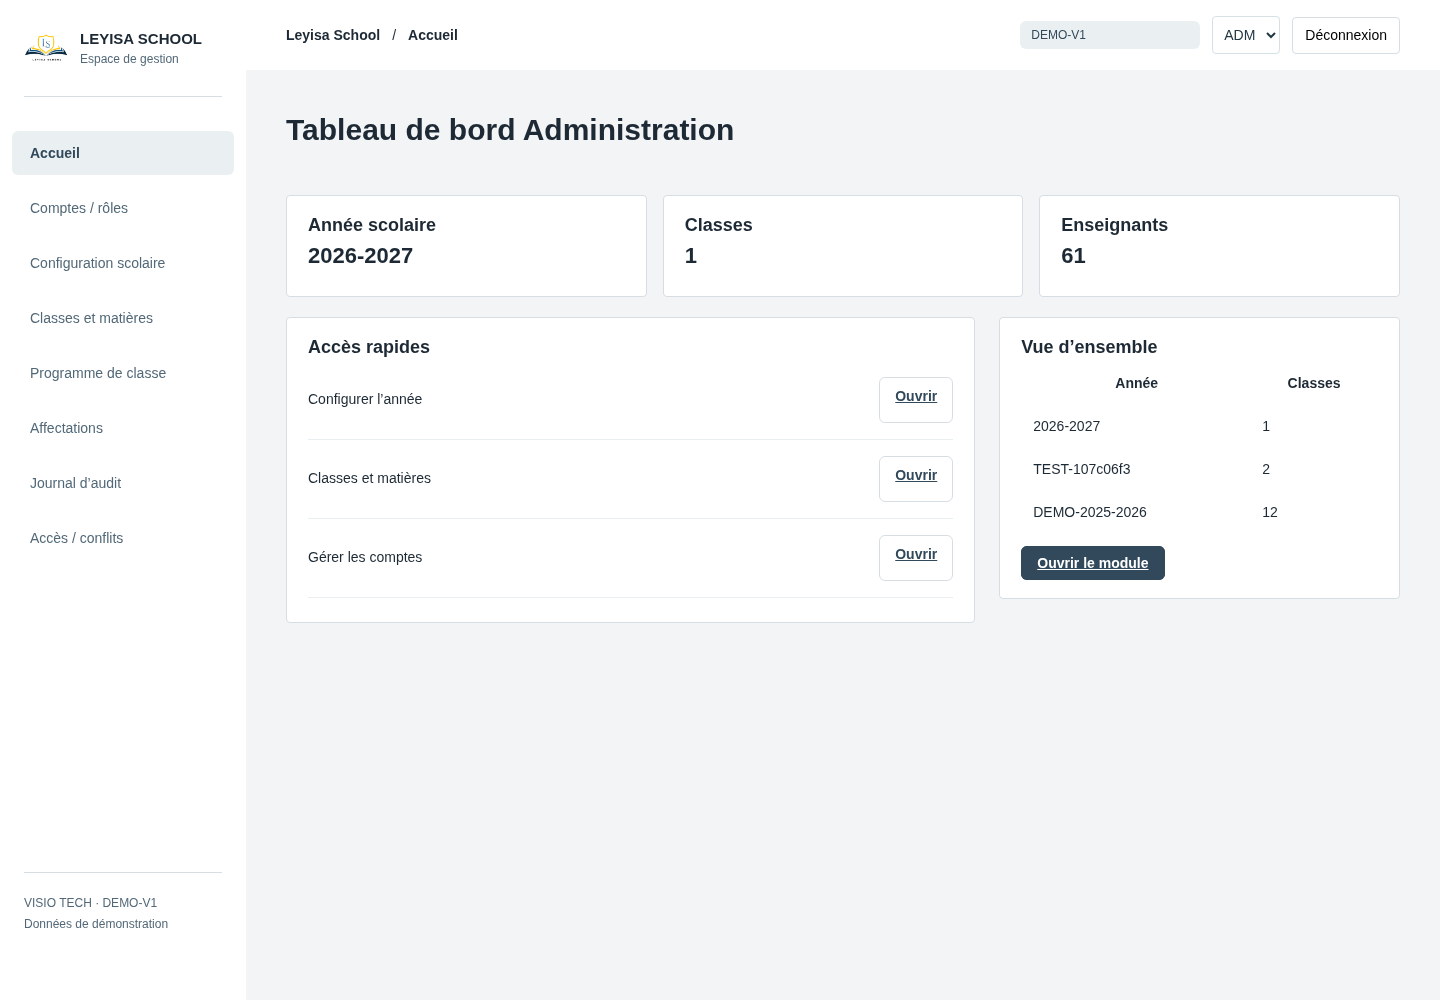 LEYISA SCHOOL
Espace de gestion
Accueil
Comptes / rôles
Configuration scolaire
Classes et matières
Programme de classe
Affectations
Journal d’audit
Accès / conflits
VISIO TECH · DEMO-V1
Données de démonstration
Leyisa School / Accueil
DEMO-V1
ADM
Déconnexion
Tableau de bord Administration
Année scolaire
2026-2027
Classes
1
Enseignants
61
Accès rapides
Configurer l’année Ouvrir
Classes et matières Ouvrir
Gérer les comptes Ouvrir
Vue d’ensemble
Année Classes
2026-2027 1
TEST-107c06f3 2
DEMO-2025-2026 12
Ouvrir le module